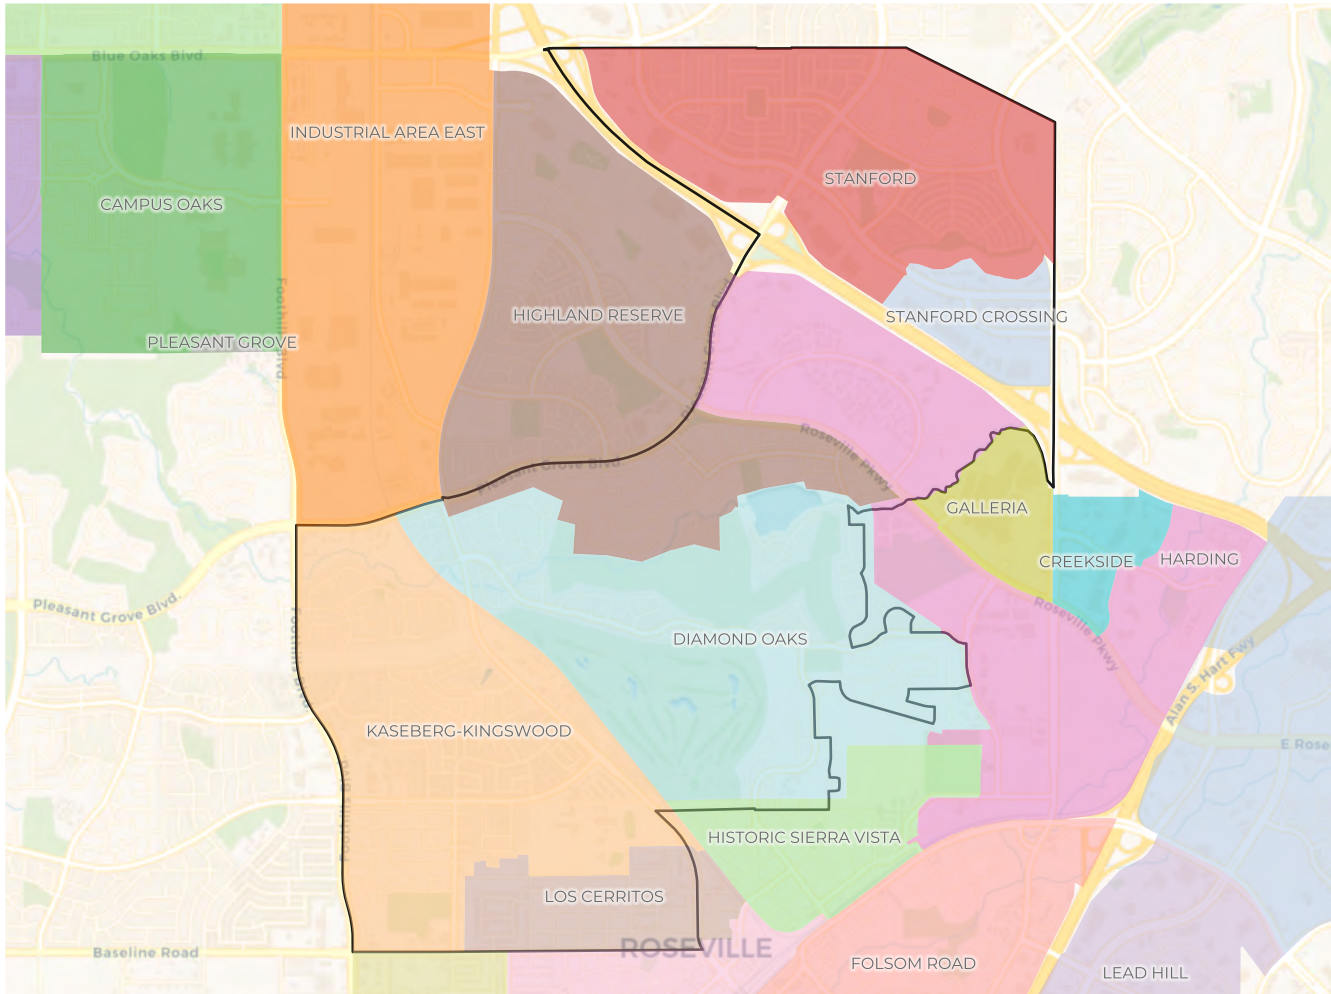 Blue Oaks Blvd.
INDUSTRIAL AREA EAST
STANFORD
CAMPUS OAKS
Foothills Blvd.
HIGHLAND RESERVE
STANFORD CROSSING
PLEASANT GROVE
Roseville Pkwy
Pleasant Grove Blvd.
GALLERIA
CREEKSIDE
HARDING
Pleasant Grove Blvd.
Roseville Pkwy
DIAMOND OAKS
Alan S. Hart Fwy
KASEBERG-KINGSWOOD
E Rose
HISTORIC SIERRA VISTA
LOS CERRITOS
Baseline Road
ROSEVILLE
FOLSOM ROAD
LEAD HILL